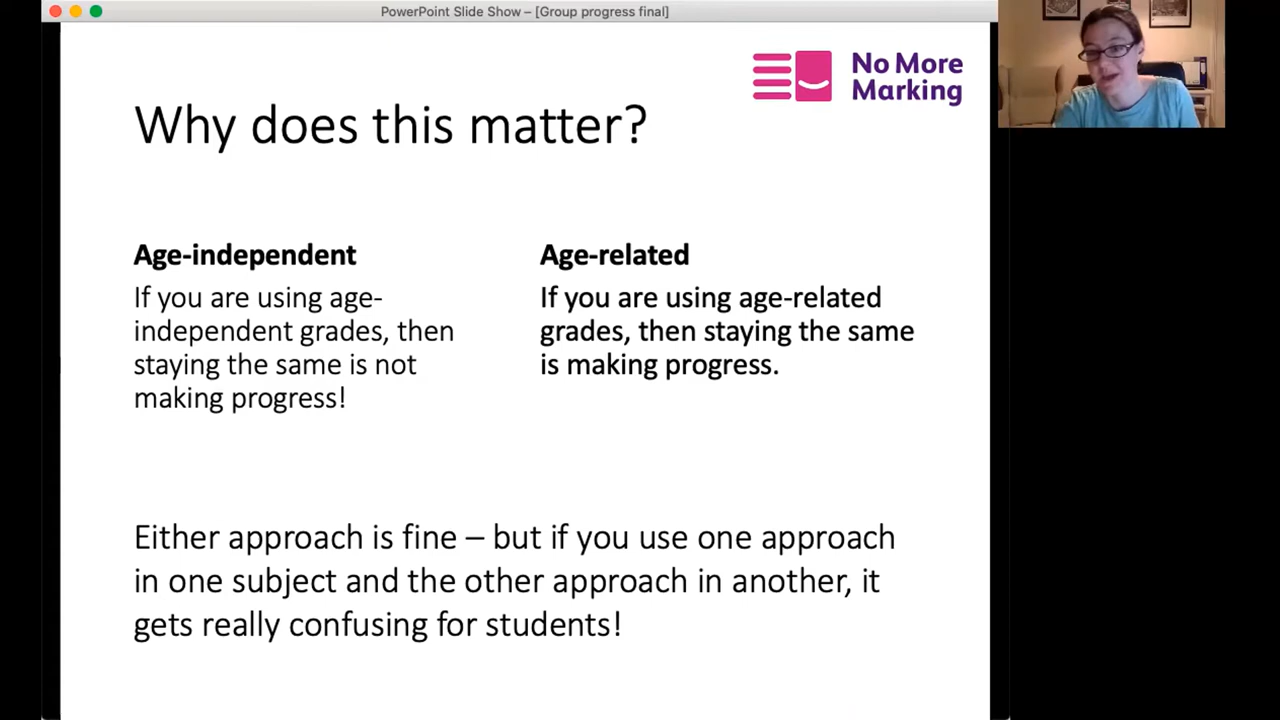 PowerPoint Slide Show – [Group progress final]
No More
Marking
Why does this matter?
Age-independent
If you are using age-
independent grades, then
staying the same is not
making progress!
Age-related
If you are using age-related
grades, then staying the same
is making progress.
Either approach is fine – but if you use one approach
in one subject and the other approach in another, it
gets really confusing for students!